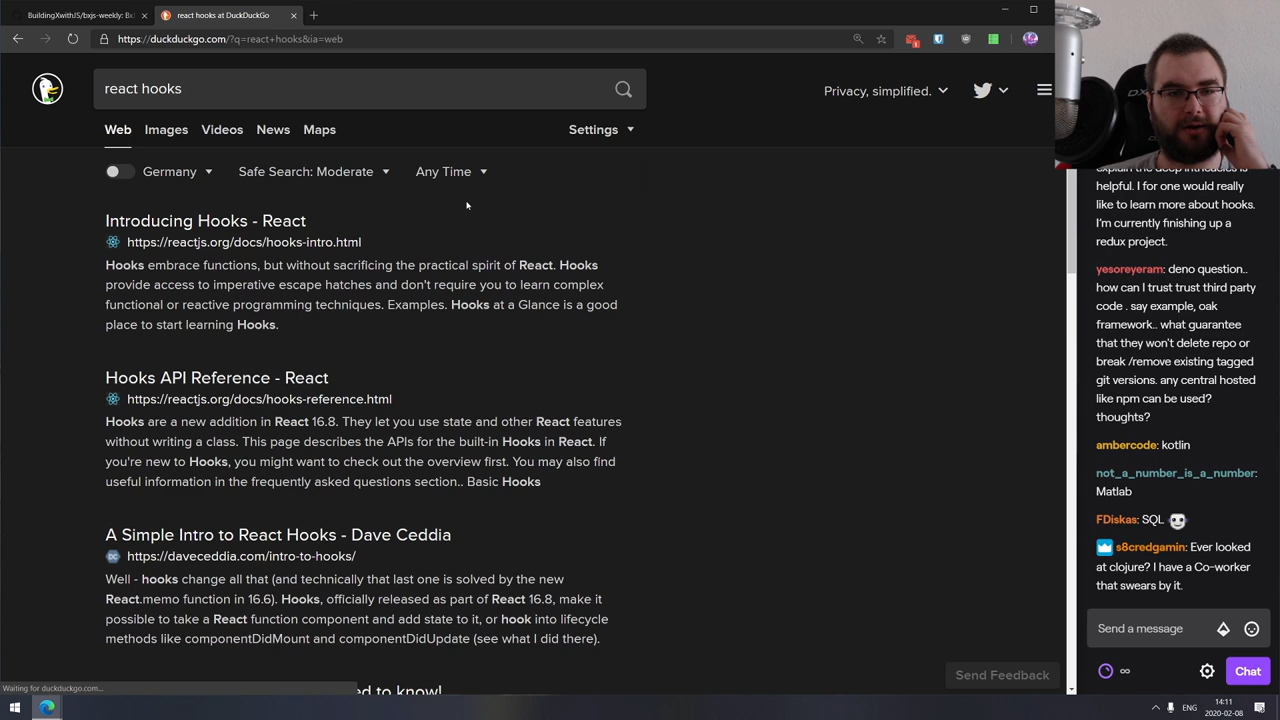 BuildingXwithJS/bxjs-weekly: Bx
react hooks at DuckDuckGo
https://duckduckgo.com/?q=react+hooks&ia=web
react hooks
Privacy, simplified.
Web
Images
Videos
News
Maps
Settings
Germany
Safe Search: Moderate
Any Time
Introducing Hooks - React
https://reactjs.org/docs/hooks-intro.html
Hooks embrace functions, but without sacrificing the practical spirit of React. Hooks
provide access to imperative escape hatches and don't require you to learn complex
functional or reactive programming techniques. Examples. Hooks at a Glance is a good
place to start learning Hooks.
Hooks API Reference - React
https://reactjs.org/docs/hooks-reference.html
Hooks are a new addition in React 16.8. They let you use state and other React features
without writing a class. This page describes the APIs for the built-in Hooks in React. If
you're new to Hooks, you might want to check out the overview first. You may also find
useful information in the frequently asked questions section.. Basic Hooks
A Simple Intro to React Hooks - Dave Ceddia
https://daveceddia.com/intro-to-hooks/
Well - hooks change all that (and technically that last one is solved by the new
React.memo function in 16.6). Hooks, officially released as part of React 16.8, make it
possible to take a React function component and add state to it, or hook into lifecycle
methods like componentDidMount and componentDidUpdate (see what I did there).
ed to know!
Send Feedback
Waiting for duckduckgo.com...
explain the deep intricacies is
helpful. I for one would really
like to learn more about hooks.
I'm currently finishing up a
redux project.
yesoreyeram: deno question..
how can I trust trust third party
code . say example, oak
framework.. what guarantee
that they won't delete repo or
break /remove existing tagged
git versions. any central hosted
like npm can be used?
thoughts?
ambercode: kotlin
not_a_number_is_a_number:
Matlab
FDiskas: SQL
s8credgamin: Ever looked
at clojure? I have a Co-worker
that swears by it.
Send a message
∞
Chat
ENG
14:11
2020-02-08